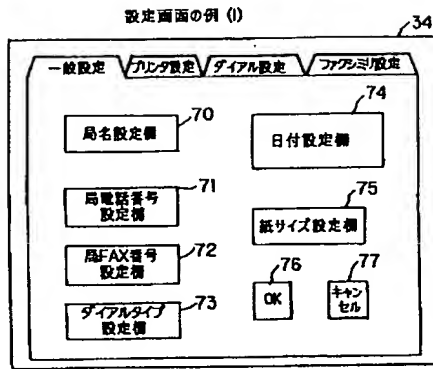 設定画面の例 (1)
34
一般設定 プリンタ設定 ダイアル設定 ファクシミリ設定
局名設定欄
70
局電話番号
設定欄
71
局FAX番号
設定欄
72
ダイアルタイプ
設定欄
73
日付設定欄
74
紙サイズ設定欄
75
OK
76
キャン
セル
77